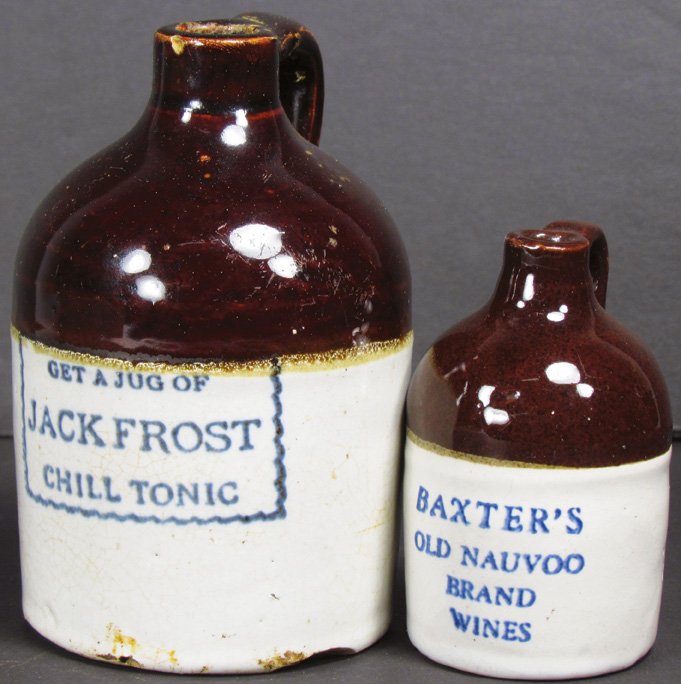 GET A JUG OF
JACK FROST
CHILL TONIC
BAXTER'S
OLD NAUVOO
BRAND
WINES